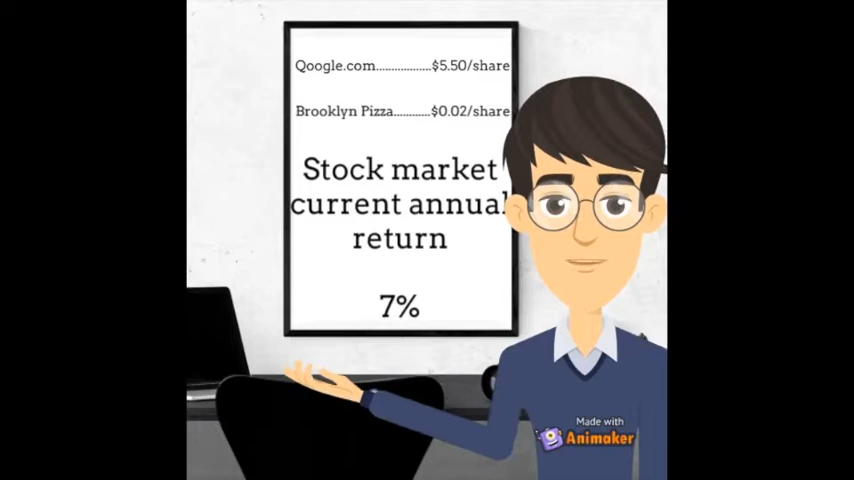 Qoogle.com.................$5.50/share
Brooklyn Pizza............$0.02/share
Stock market
current annual
return
7%
Made with
Animaker